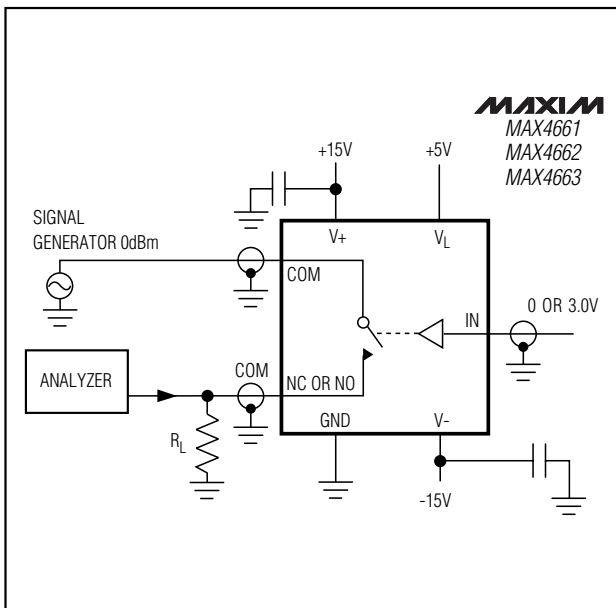 MAXIM
MAX4661
MAX4662
MAX4663
+15V
+5V
SIGNAL
GENERATOR 0dBm
V+
VL
COM
IN
0 OR 3.0V
ANALYZER
COM
NC OR NO
RL
GND
V-
-15V